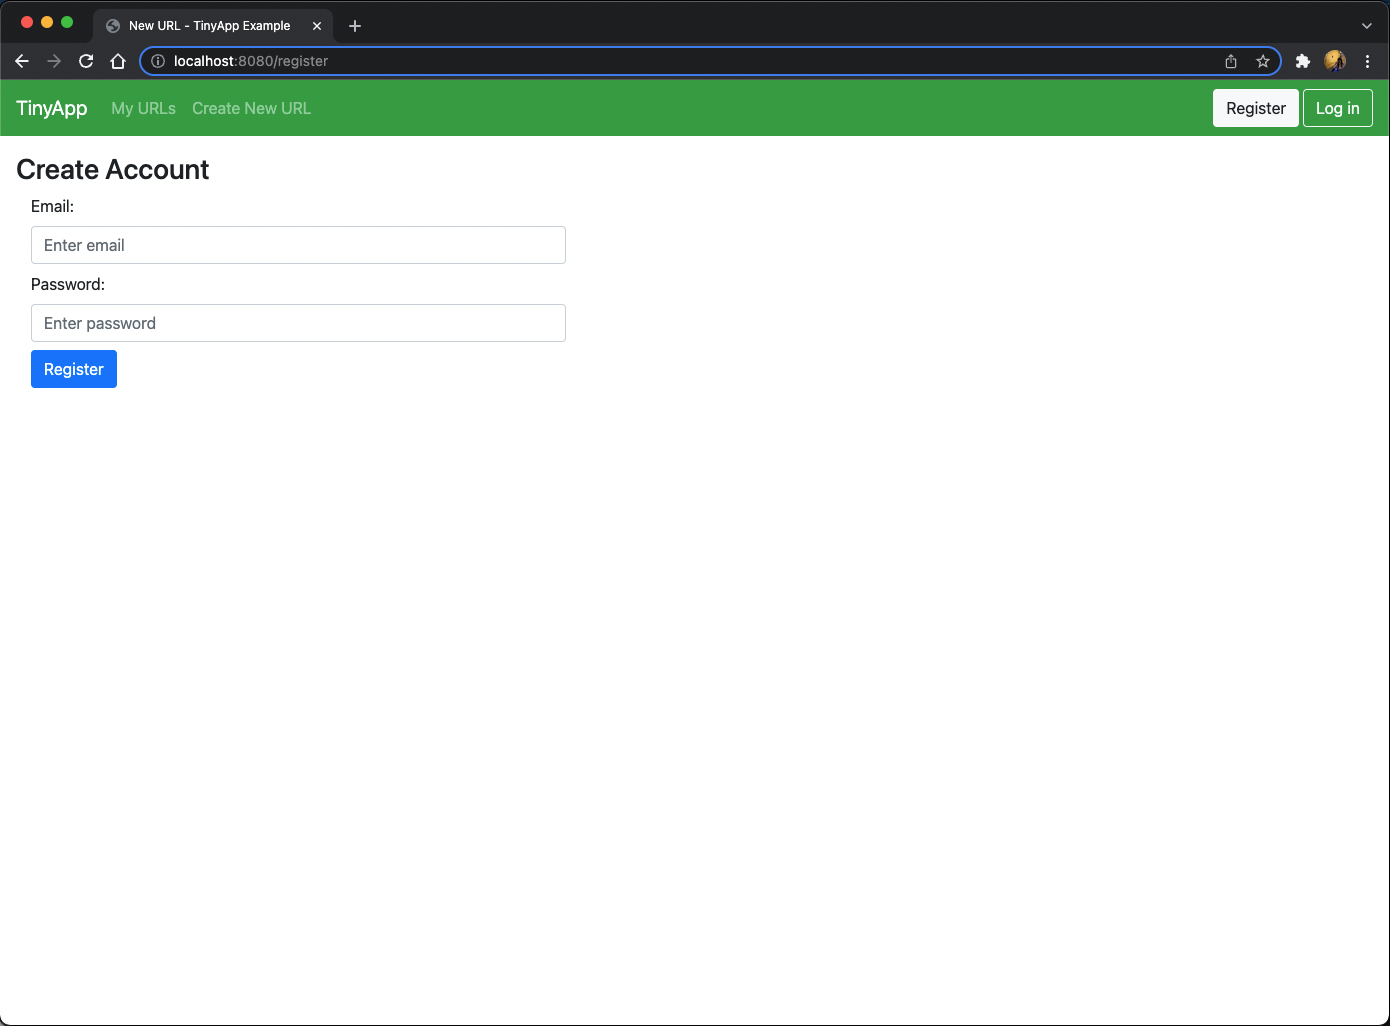 New URL - TinyApp Example
localhost:8080/register
TinyApp My URLs Create New URL Register Log in
Create Account
Email:
Enter email
Password:
Enter password
Register